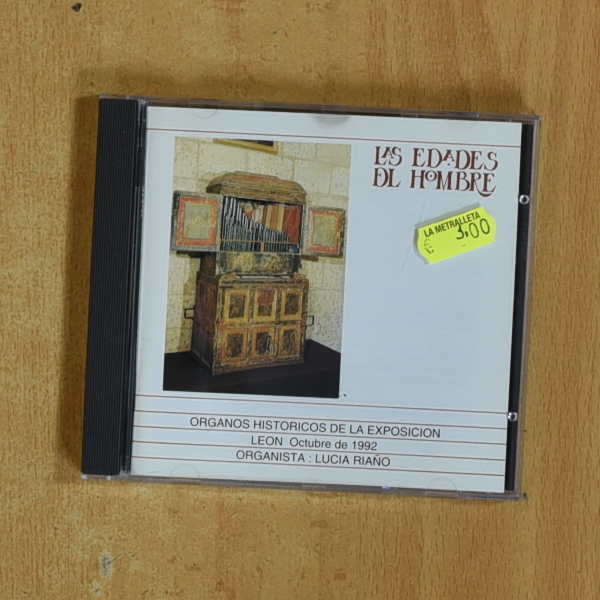 LAS EDADES
DL HOMBRE
LA METRALLETA
€ 3,00
ORGANOS HISTORICOS DE LA EXPOSICION
LEON Octubre de 1992
ORGANISTA : LUCIA RIAÑO